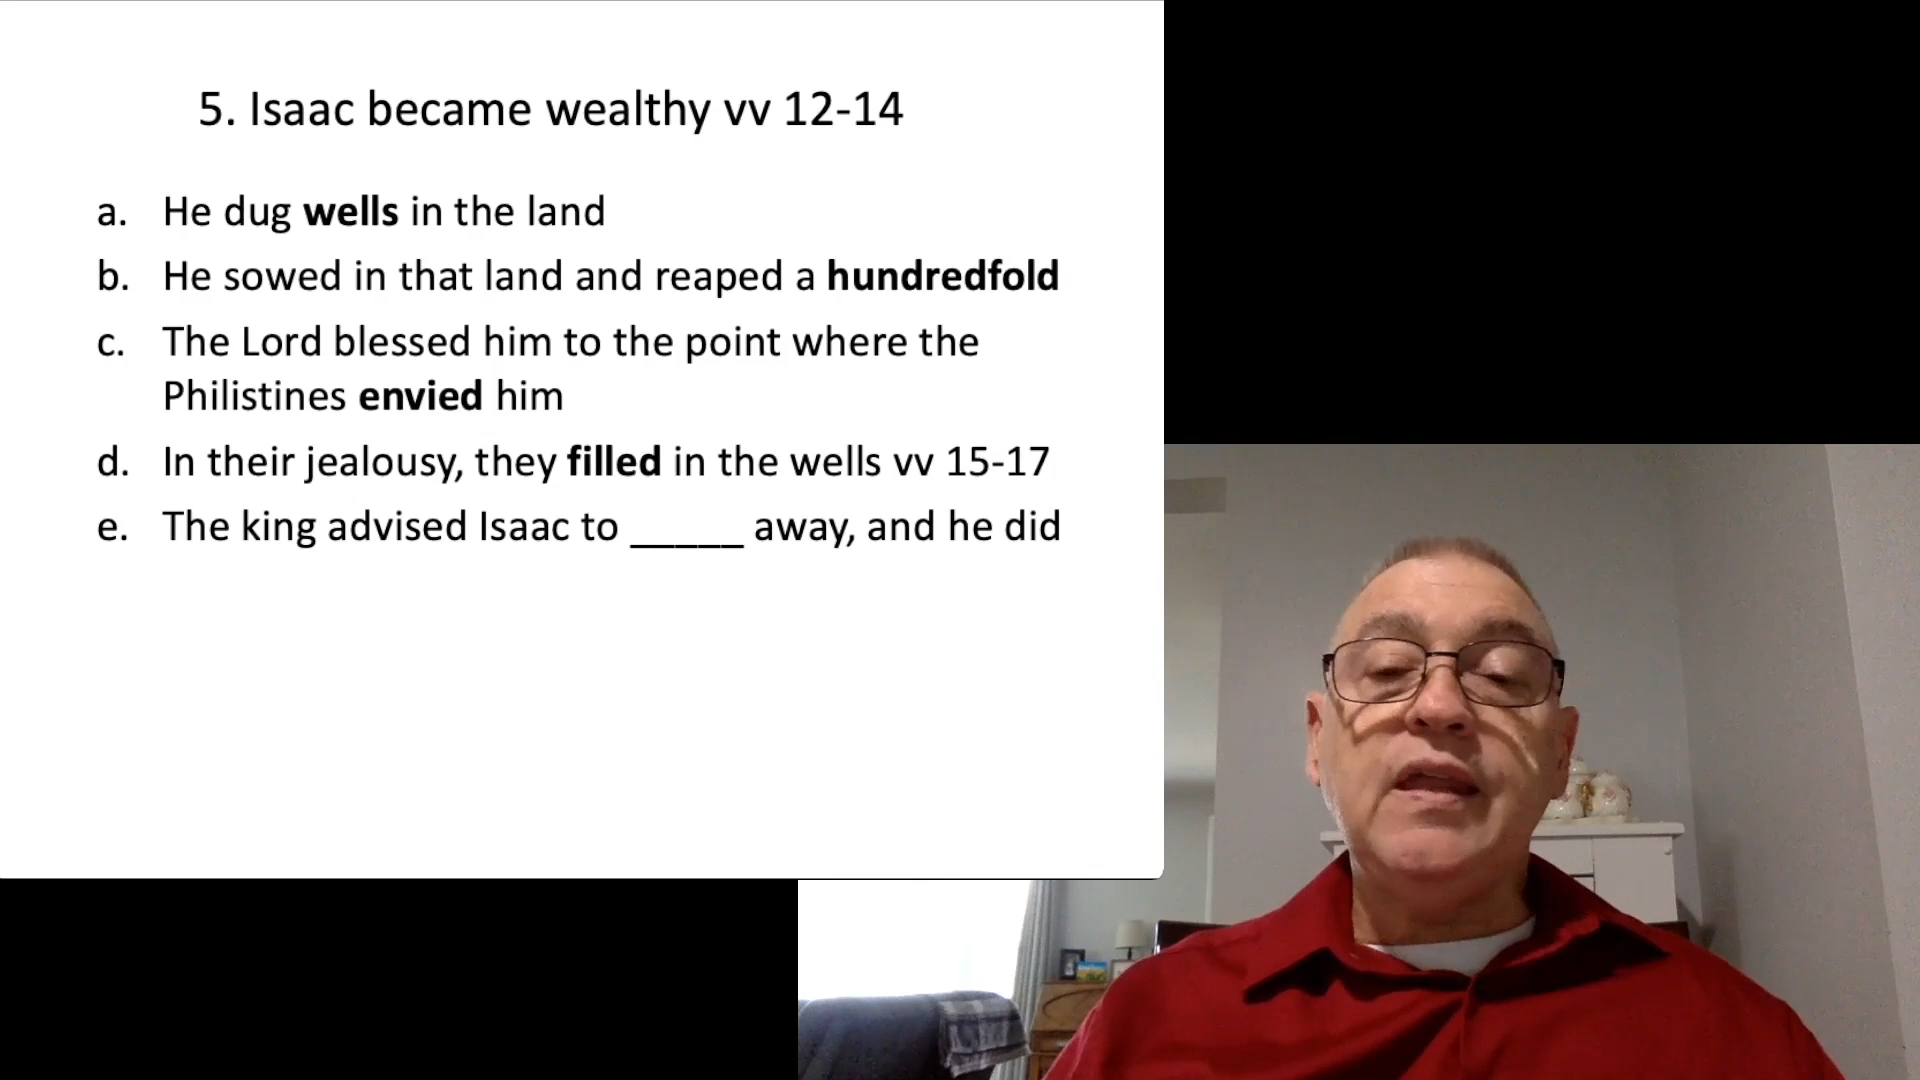 5. Isaac became wealthy vv 12-14
a. He dug wells in the land
b. He sowed in that land and reaped a hundredfold
c. The Lord blessed him to the point where the
Philistines envied him
d. In their jealousy, they filled in the wells vv 15-17
e. The king advised Isaac to _____ away, and he did